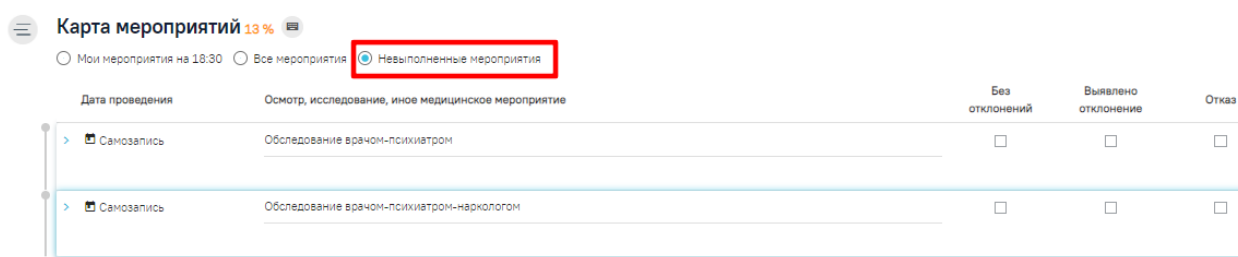 Карта мероприятий 13 %
Мои мероприятия на 18:30 Все мероприятия Невыполненные мероприятия
Дата проведения Осмотр, исследование, иное медицинское мероприятие Без отклонений Выявлено отклонение Отказ
Самозапись Обследование врачом-психиатром
Самозапись Обследование врачом-психиатром-наркологом